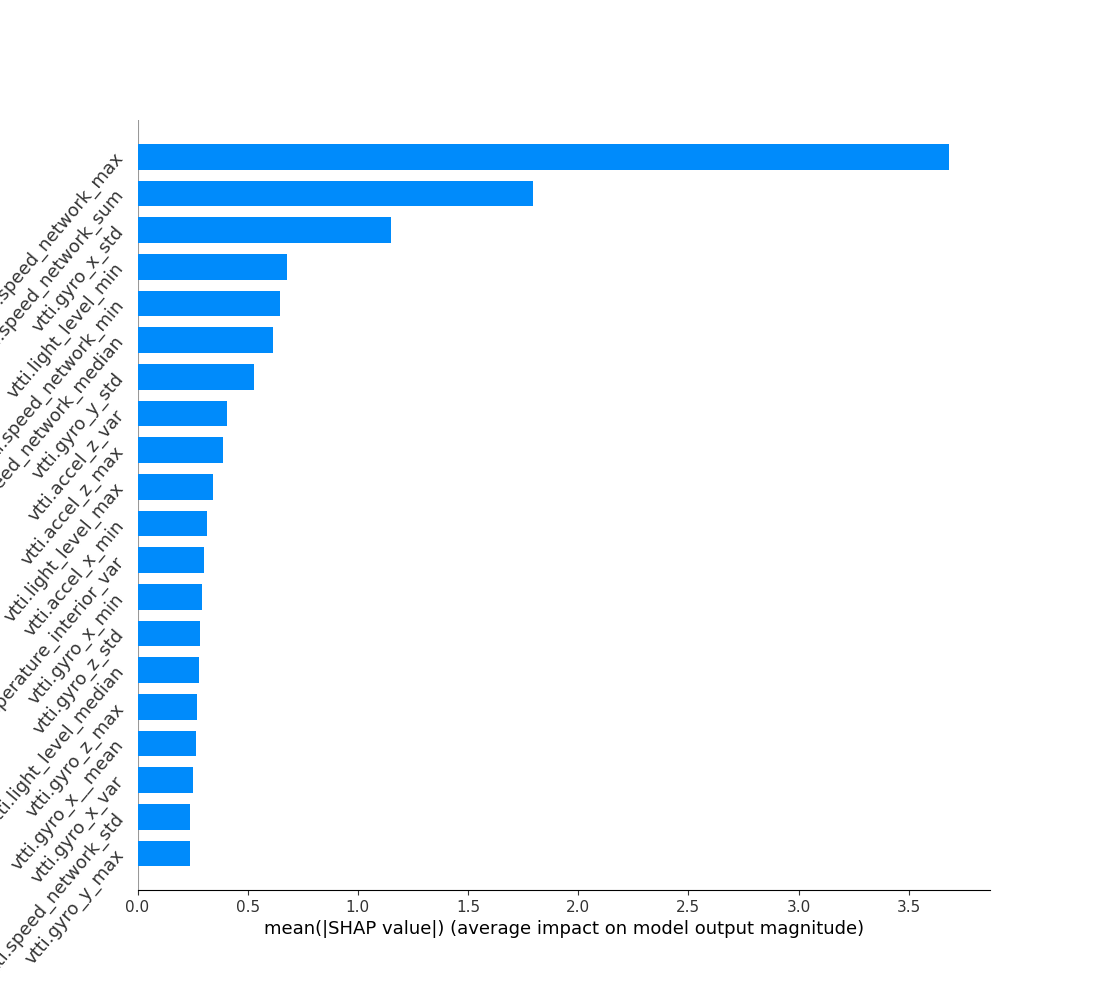 .speed_network_max
.speed_network_sum
vtti.gyro_x_std
vtti.light_level_min
i.speed_network_min
eed_network_median
vtti.gyro_y_std
vtti.accel_z_var
vtti.accel_z_max
vtti.light_level_max
vtti.accel_x_min
perature_interior_var
vtti.gyro_x_min
vtti.gyro_z_std
tti.light_level_median
vtti.gyro_z_max
vtti.gyro_x__mean
vtti.gyro_x_var
ti.speed_network_std
vtti.gyro_y_max
0.0 0.5 1.0 1.5 2.0 2.5 3.0 3.5
mean(|SHAP value|) (average impact on model output magnitude)